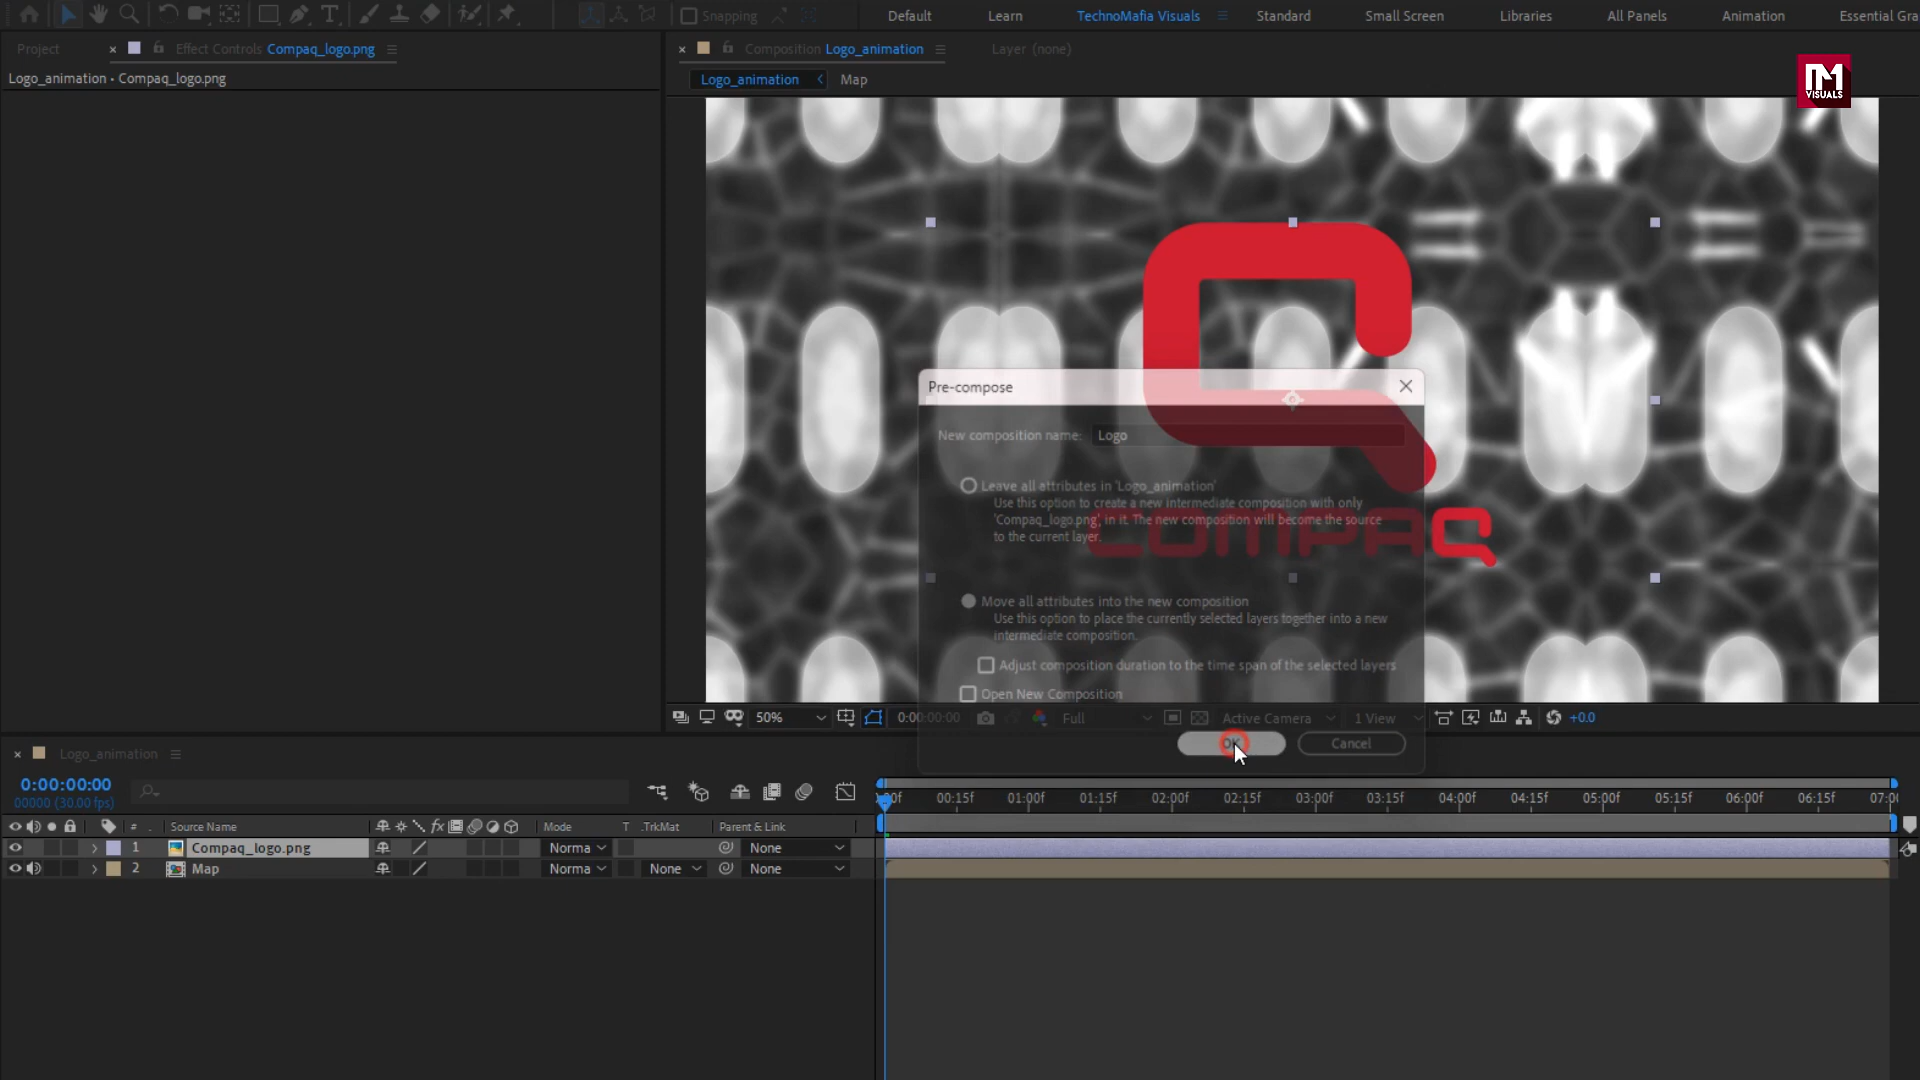 Snapping
Default
Learn
TechnoMafia Visuals
Standard
Small Screen
Libraries
All Panels
Animation
Essential Gra
Project
Effect Controls Compaq_logo.png
Composition Logo_animation
Layer (none)
Logo_animation • Compaq_logo.png
Logo_animation
Map
VISUALS
Pre-compose
New composition name: Logo
Leave all attributes in 'Logo_animation'
Use this option to create a new intermediate composition with only
'Compaq_logo.png', in it. The new composition will become the source
to the current layer.
COMPAQ
Move all attributes into the new composition
Use this option to place the currently selected layers together into a new
intermediate composition.
Adjust composition duration to the time span of the selected layers
Open New Composition
50%
0:00:00:00
Full
Active Camera
1 View
+0.0
OK
Cancel
Logo_animation
0:00:00:00
00000 (30.00 fps)
00:15f
01:00f
01:15f
02:00f
02:15f
03:00f
03:15f
04:00f
04:15f
05:00f
05:15f
06:00f
06:15f
07:0
# Source Name
Mode
T .TrkMat
Parent & Link
1 Compaq_logo.png
Norma
None
2 Map
Norma
None
None